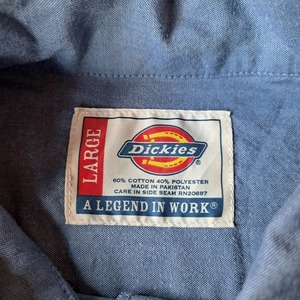 LARGE
Dickies
60% COTTON 40% POLYESTER
MADE IN PAKISTAN
CARE IN SIDE SEAM RN20697
A LEGEND IN WORK®